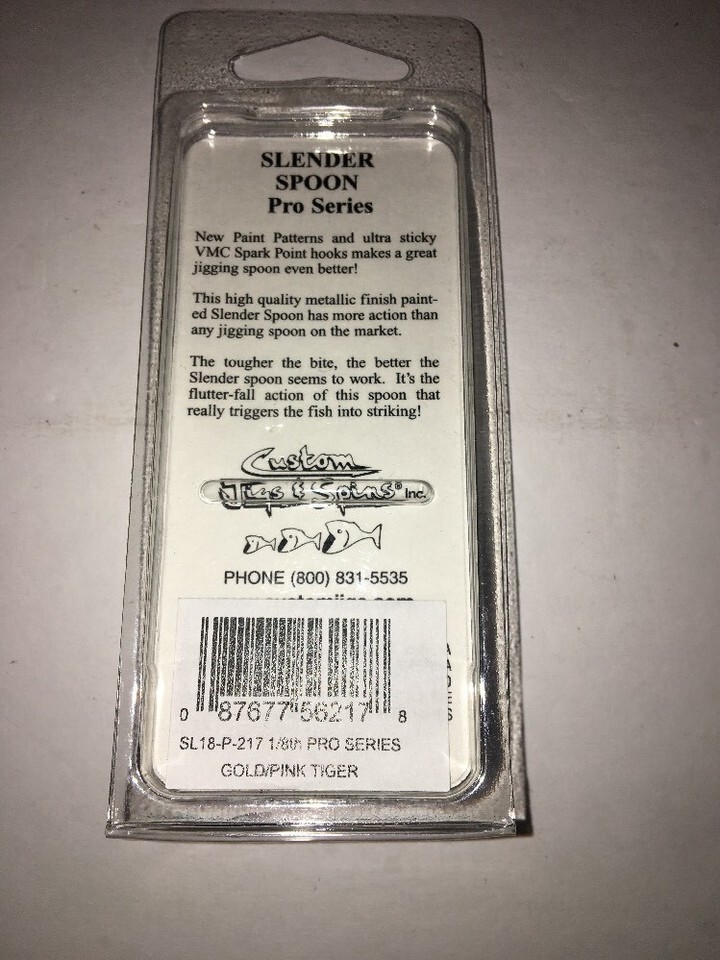 SLENDER
SPOON
Pro Series
New Paint Patterns and ultra sticky
VMC Spark Point hooks makes a great
jigging spoon even better!
This high quality metallic finish paint-
ed Slender Spoon has more action than
any jigging spoon on the market.
The tougher the bite, the better the
Slender spoon seems to work. It's the
flutter-fall action of this spoon that
really triggers the fish into striking!
Custom
Jigs & Spins® Inc.
PHONE (800) 831-5535
0 87677 56217 8
SL18-P-217 1/8th PRO SERIES
GOLD/PINK TIGER